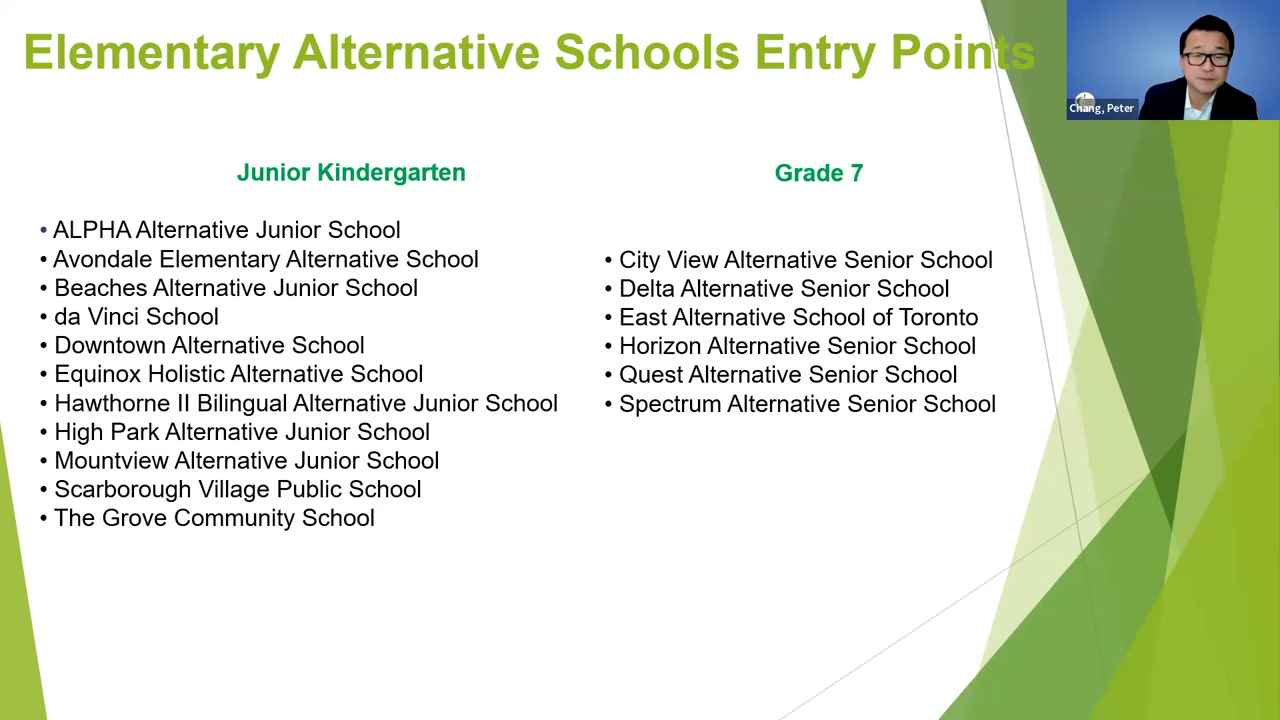 Elementary Alternative Schools Entry Points
Chang, Peter
Junior Kindergarten
• ALPHA Alternative Junior School
• Avondale Elementary Alternative School
• Beaches Alternative Junior School
• da Vinci School
• Downtown Alternative School
• Equinox Holistic Alternative School
• Hawthorne II Bilingual Alternative Junior School
• High Park Alternative Junior School
• Mountview Alternative Junior School
• Scarborough Village Public School
• The Grove Community School
Grade 7
• City View Alternative Senior School
• Delta Alternative Senior School
• East Alternative School of Toronto
• Horizon Alternative Senior School
• Quest Alternative Senior School
• Spectrum Alternative Senior School